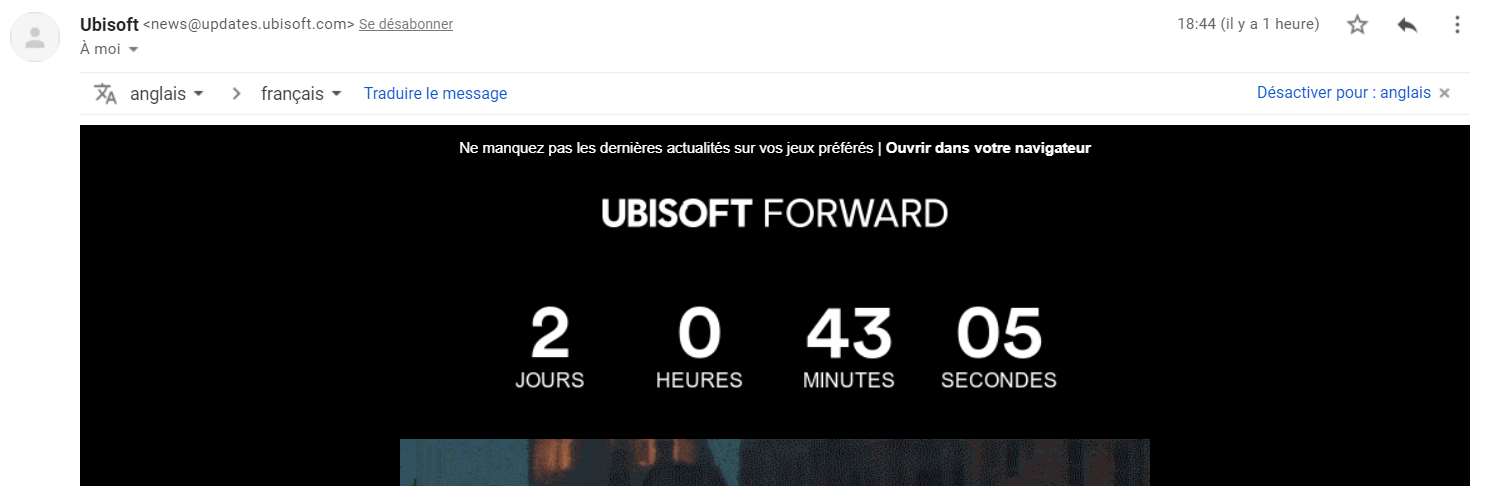 Ubisoft <news@updates.ubisoft.com> Se désabonner
18:44 (il y a 1 heure)
À moi
anglais > français Traduire le message
Désactiver pour : anglais ×
Ne manquez pas les dernières actualités sur vos jeux préférés | Ouvrir dans votre navigateur
UBISOFT FORWARD
2 0 43 05
JOURS HEURES MINUTES SECONDES